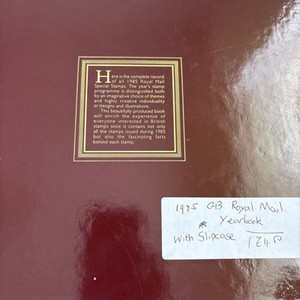 Here is the complete record
of all 1985 Royal Mail
Special Stamps. The year's stamp
programme is distinguished both
by an imaginative choice of themes
and highly creative individuality
in designs and illustrations.
This beautifully produced book
will enrich the experience of
everyone interested in British
stamps since it contains not only
all the stamps issued during 1985
but also the fascinating facts
behind each stamp.
GB Royal Mail
Yearbook
With Slipcase